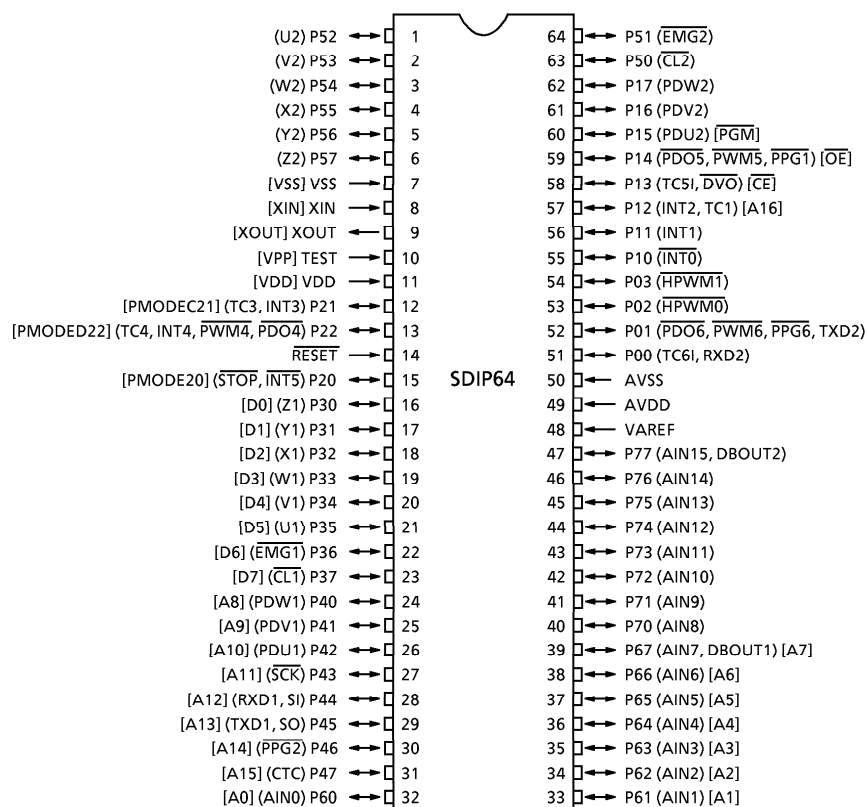 (U2) P52 1 64 P51 (EMG2)
(V2) P53 2 63 P50 (CL2)
(W2) P54 3 62 P17 (PDW2)
(X2) P55 4 61 P16 (PDV2)
(Y2) P56 5 60 P15 (PDU2) [PGM]
(Z2) P57 6 59 P14 (PDO5, PWM5, PPG1) [OE]
[VSS] VSS 7 58 P13 (TC5I, DVO) [CE]
[XIN] XIN 8 57 P12 (INT2, TC1) [A16]
[XOUT] XOUT 9 56 P11 (INT1)
[VPP] TEST 10 55 P10 (INT0)
[VDD] VDD 11 54 P03 (HPWM1)
[PMODEC21] (TC3, INT3) P21 12 53 P02 (HPWM0)
[PMODED22] (TC4, INT4, PWM4, PDO4) P22 13 52 P01 (PDO6, PWM6, PPG6, TXD2)
RESET 14 51 P00 (TC6I, RXD2)
[PMODE20] (STOP, INT5) P20 15 SDIP64 50 AVSS
[D0] (Z1) P30 16 49 AVDD
[D1] (Y1) P31 17 48 VAREF
[D2] (X1) P32 18 47 P77 (AIN15, DBOUT2)
[D3] (W1) P33 19 46 P76 (AIN14)
[D4] (V1) P34 20 45 P75 (AIN13)
[D5] (U1) P35 21 44 P74 (AIN12)
[D6] (EMG1) P36 22 43 P73 (AIN11)
[D7] (CL1) P37 23 42 P72 (AIN10)
[A8] (PDW1) P40 24 41 P71 (AIN9)
[A9] (PDV1) P41 25 40 P70 (AIN8)
[A10] (PDU1) P42 26 39 P67 (AIN7, DBOUT1) [A7]
[A11] (SCK) P43 27 38 P66 (AIN6) [A6]
[A12] (RXD1, SI) P44 28 37 P65 (AIN5) [A5]
[A13] (TXD1, SO) P45 29 36 P64 (AIN4) [A4]
[A14] (PPG2) P46 30 35 P63 (AIN3) [A3]
[A15] (CTC) P47 31 34 P62 (AIN2) [A2]
[A0] (AIN0) P60 32 33 P61 (AIN1) [A1]